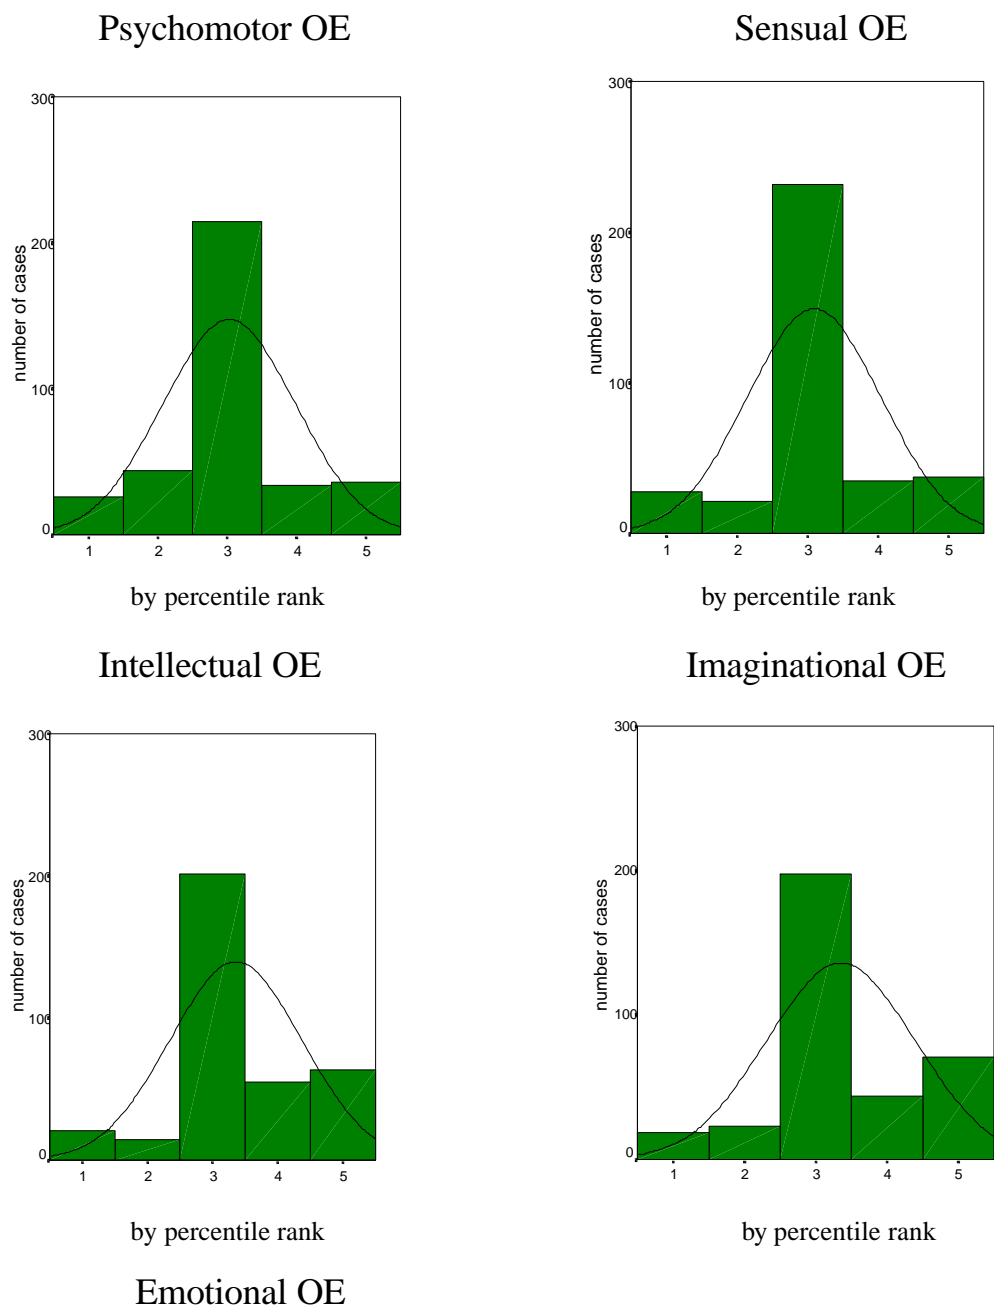 Psychomotor OE
300
200
100
0
number of cases
1 2 3 4 5
by percentile rank
Sensual OE
300
200
100
0
number of cases
1 2 3 4 5
by percentile rank
Intellectual OE
300
200
100
0
number of cases
1 2 3 4 5
by percentile rank
Imaginational OE
300
200
100
0
number of cases
1 2 3 4 5
by percentile rank
Emotional OE